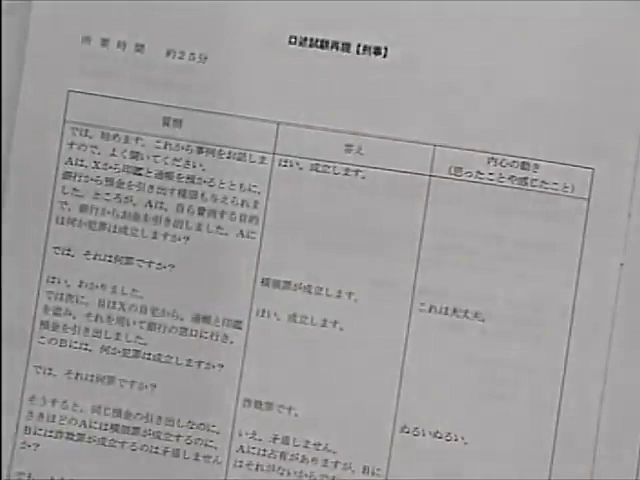 所要時間 約25分
口述試験再現【刑事】
質問
答え
内心の動き
(思ったことや感じたこと)
では、始めます。これから事例をお話しま
すので、よく聞いてください。
Aは、Xから印鑑と通帳を預かるとともに、
銀行から預金を引き出す権限も与えられま
した。ところが、Aは、自ら費消する目的
で、銀行からお金を引き出しました。Aに
は何か犯罪は成立しますか?
はい、成立します。
では、それは何罪ですか?
横領罪が成立します。
これは大丈夫。
はい、わかりました。
では次に、BはXの自宅から、通帳と印鑑
を盗み、それを用いて銀行の窓口に行き、
預金を引き出しました。
このBには、何か犯罪は成立しますか?
はい、成立します。
では、それは何罪ですか?
詐欺罪です。
ぬるいぬるい。
そうすると、同じ預金の引き出しなのに、
さきほどのAには横領罪が成立するのに、
Bには詐欺罪が成立するのは矛盾しません
か?
いえ、矛盾しません。
Aには占有がありますが、Bに
はそれがないからです